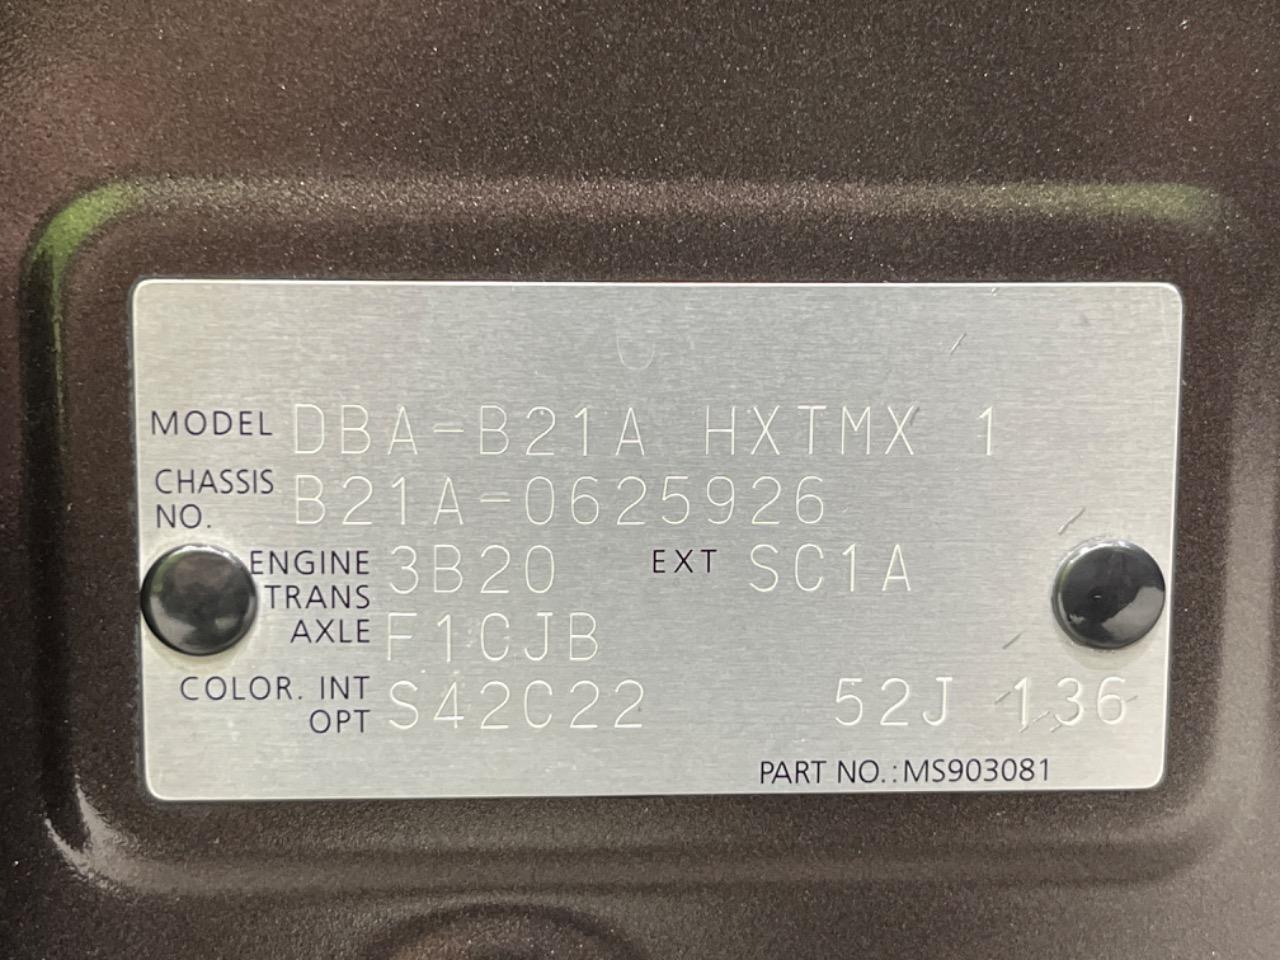 MODEL DBA-B21A HXTMX 1
CHASSIS NO. B21A-0625926
ENGINE 3B20 EXT SC1A
TRANS AXLE F1CJB
COLOR. INT OPT S42C22 52J 136
PART NO.:MS903081